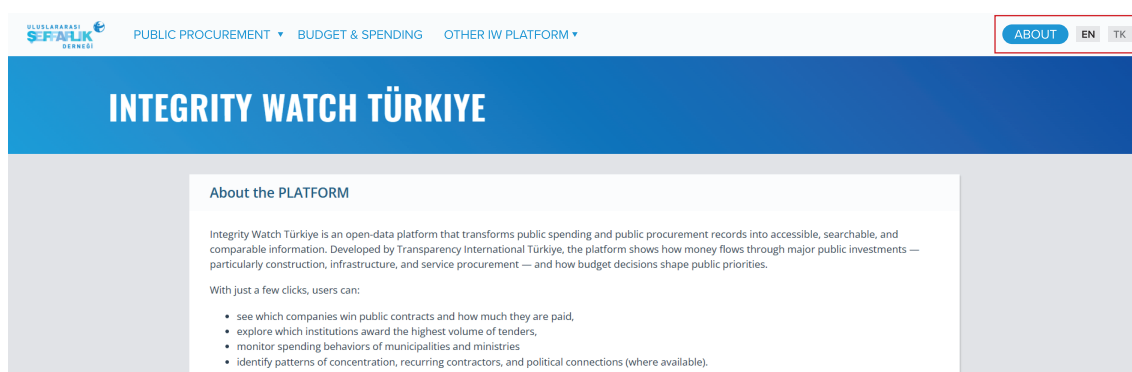 ULUSLARARASI
ŞEFFAFLIK
DERNEĞİ
PUBLIC PROCUREMENT ▼ BUDGET & SPENDING OTHER IW PLATFORM ▼ ABOUT EN TK
INTEGRITY WATCH TÜRKIYE
About the PLATFORM
Integrity Watch Türkiye is an open-data platform that transforms public spending and public procurement records into accessible, searchable, and
comparable information. Developed by Transparency International Türkiye, the platform shows how money flows through major public investments —
particularly construction, infrastructure, and service procurement — and how budget decisions shape public priorities.
With just a few clicks, users can:
• see which companies win public contracts and how much they are paid,
• explore which institutions award the highest volume of tenders,
• monitor spending behaviors of municipalities and ministries
• identify patterns of concentration, recurring contractors, and political connections (where available).